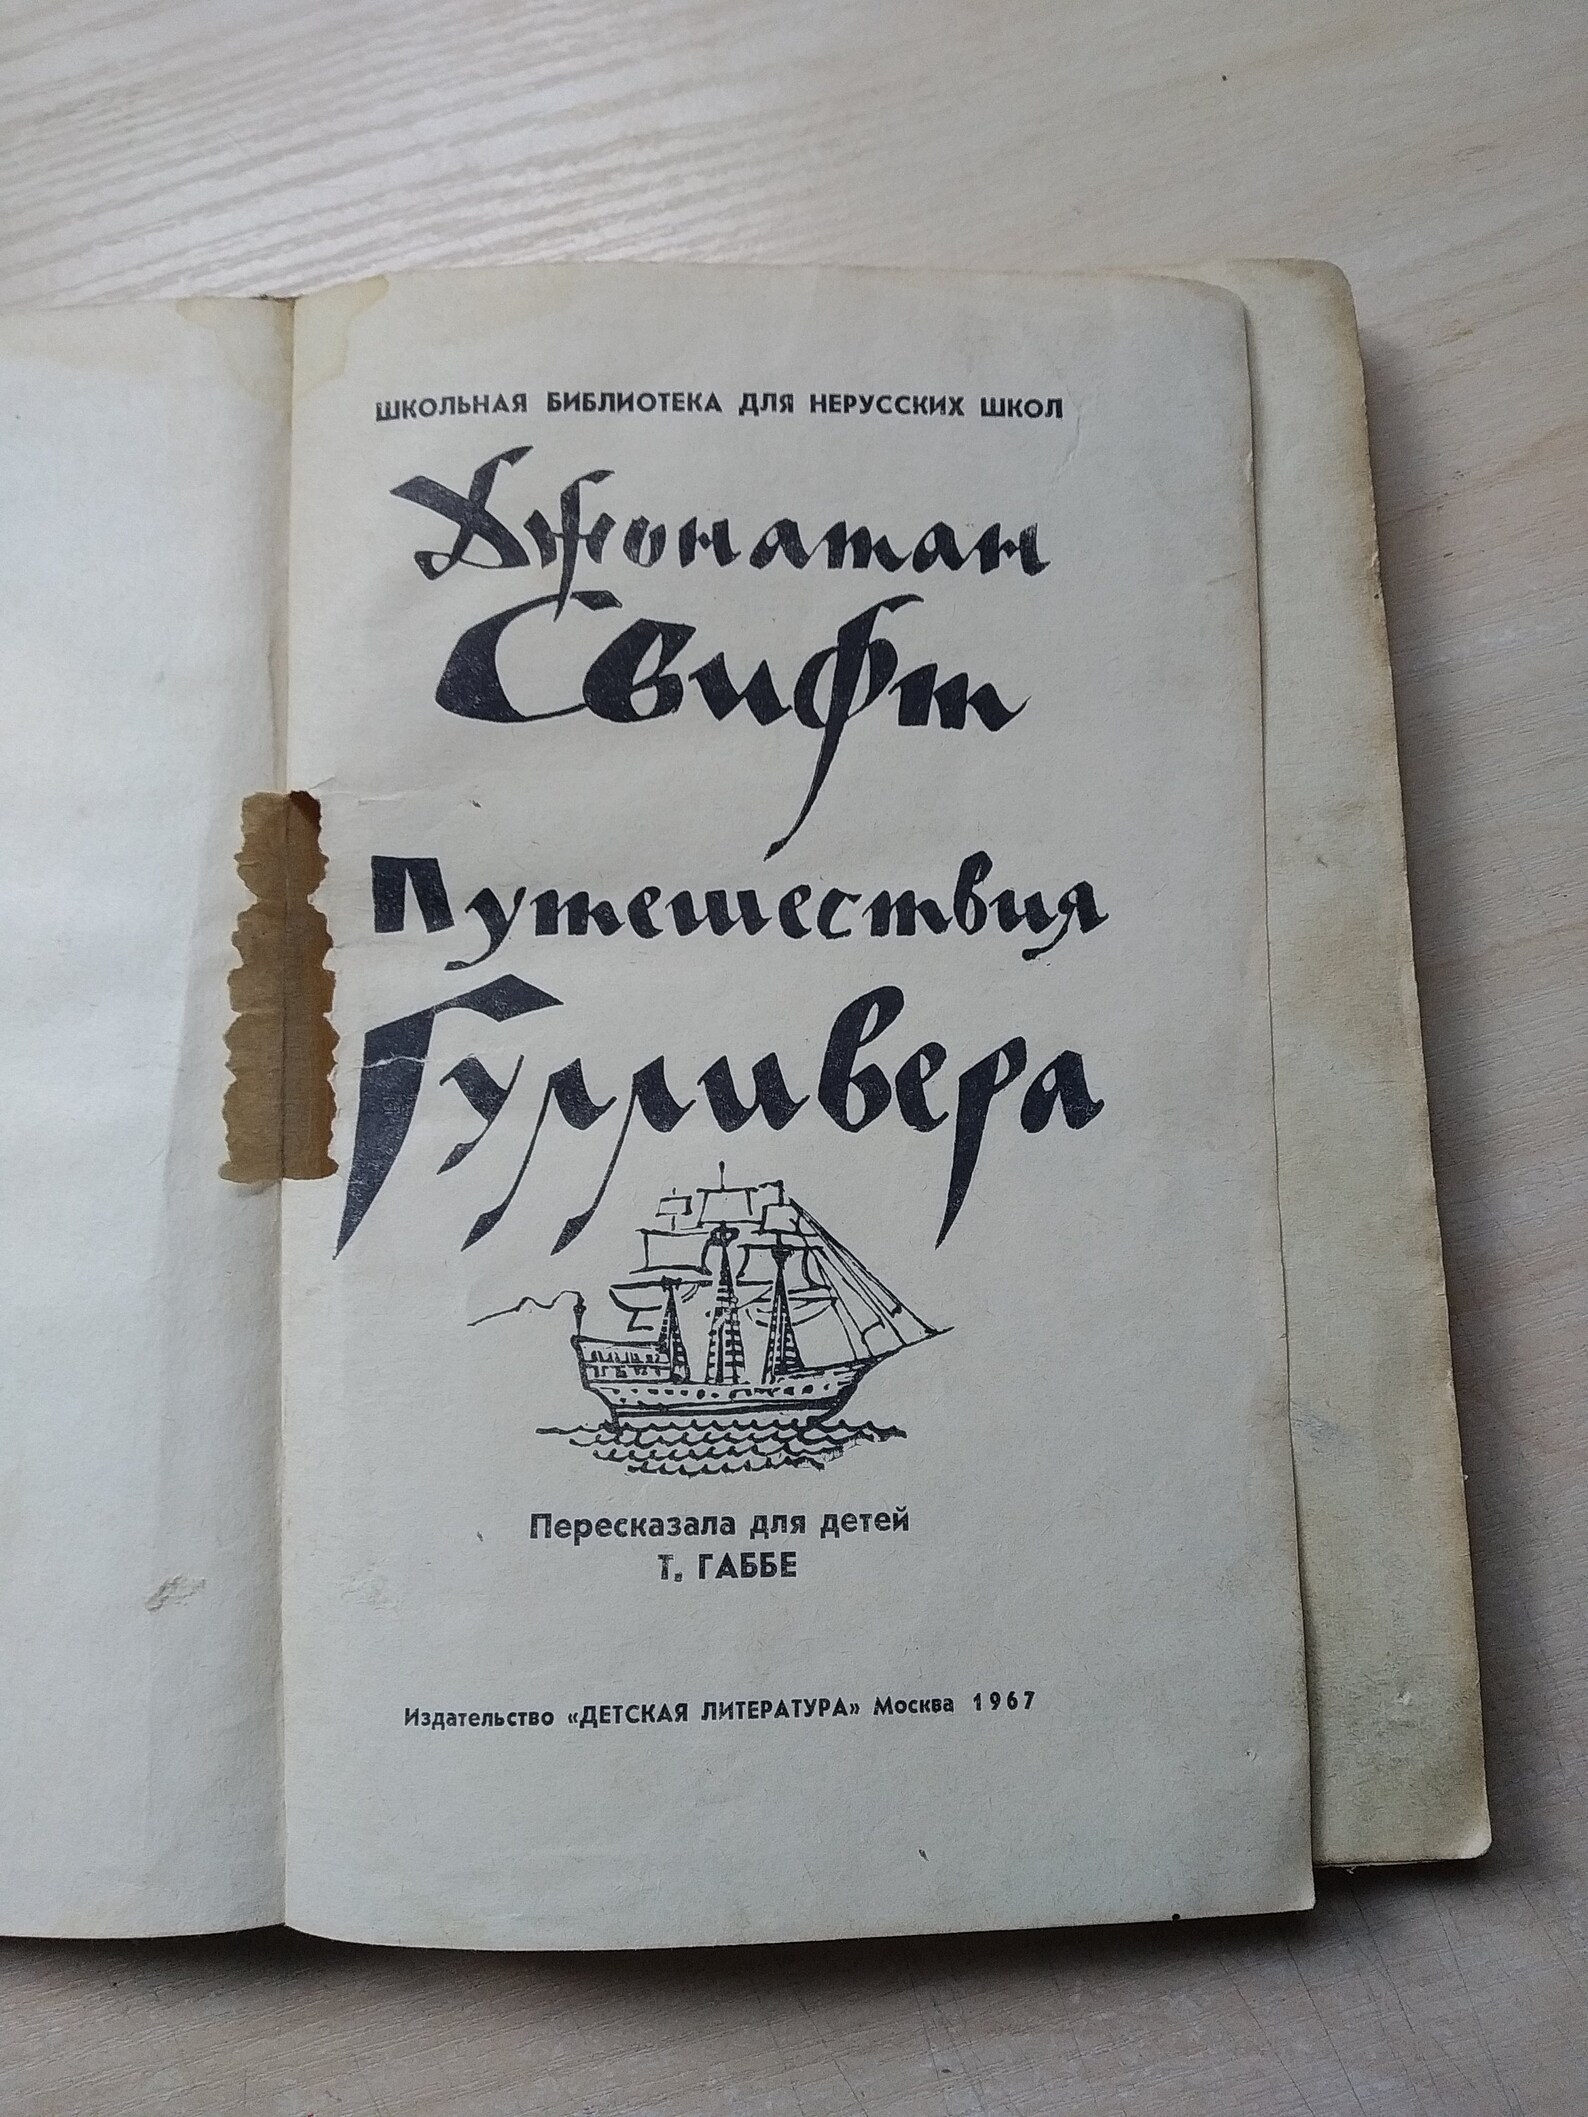 ШКОЛЬНАЯ БИБЛИОТЕКА ДЛЯ НЕРУССКИХ ШКОЛ
Джонатан
Свифт
Путешествия
Гулливера
Пересказала для детей
Т. ГАББЕ
Издательство «ДЕТСКАЯ ЛИТЕРАТУРА» Москва 1967